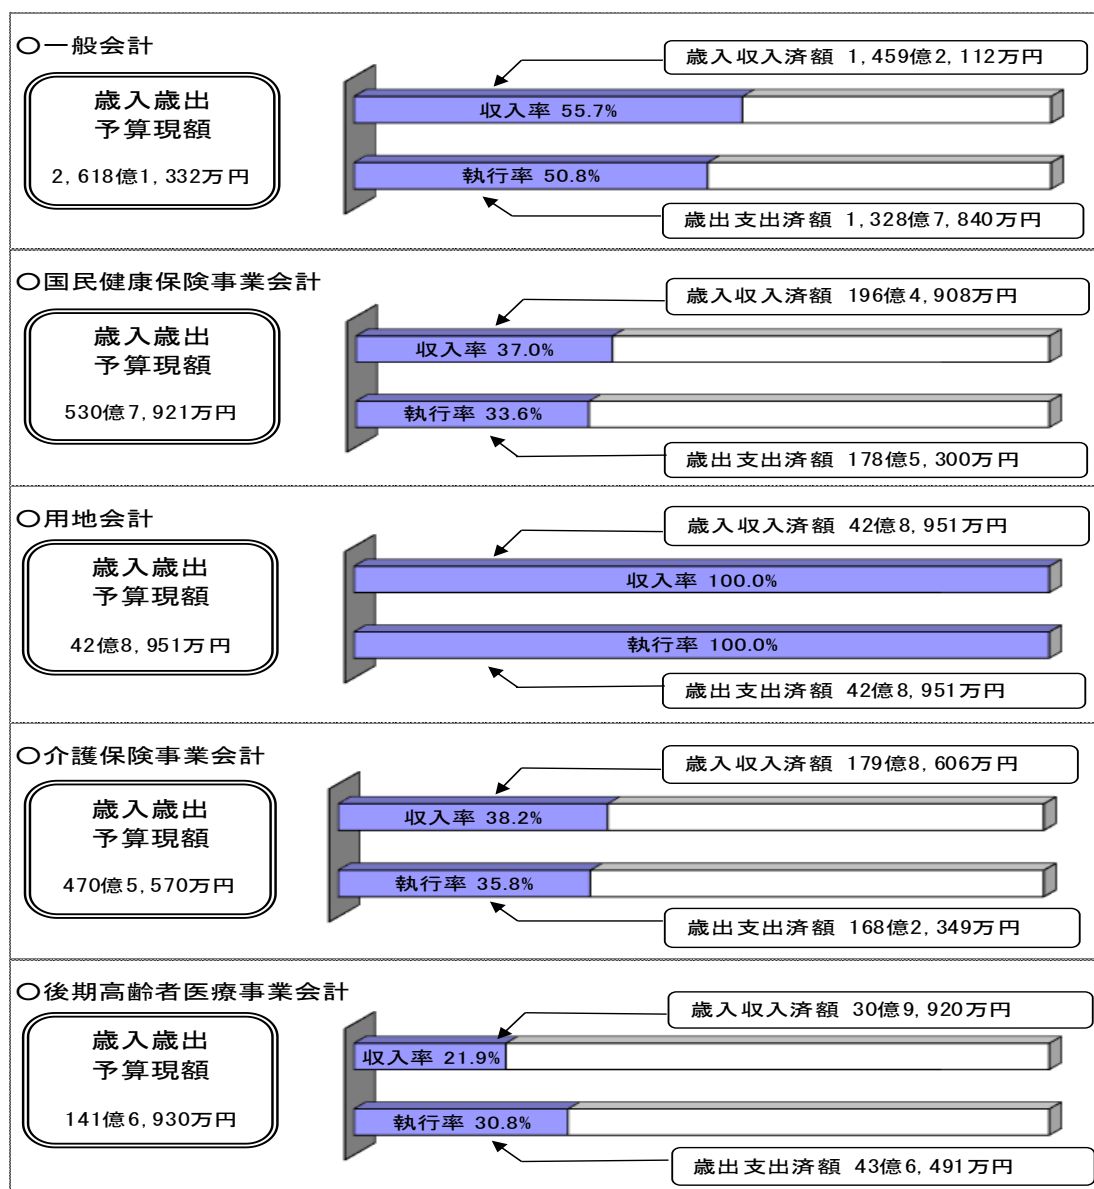 〇一般会計
歳入歳出
予算現額
2,618億1,332万円
歳入収入済額 1,459億2,112万円
収入率 55.7%
執行率 50.8%
歳出支出済額 1,328億7,840万円
〇国民健康保険事業会計
歳入歳出
予算現額
530億7,921万円
歳入収入済額 196億4,908万円
収入率 37.0%
執行率 33.6%
歳出支出済額 178億5,300万円
〇用地会計
歳入歳出
予算現額
42億8,951万円
歳入収入済額 42億8,951万円
収入率 100.0%
執行率 100.0%
歳出支出済額 42億8,951万円
〇介護保険事業会計
歳入歳出
予算現額
470億5,570万円
歳入収入済額 179億8,606万円
収入率 38.2%
執行率 35.8%
歳出支出済額 168億2,349万円
〇後期高齢者医療事業会計
歳入歳出
予算現額
141億6,930万円
歳入収入済額 30億9,920万円
収入率 21.9%
執行率 30.8%
歳出支出済額 43億6,491万円